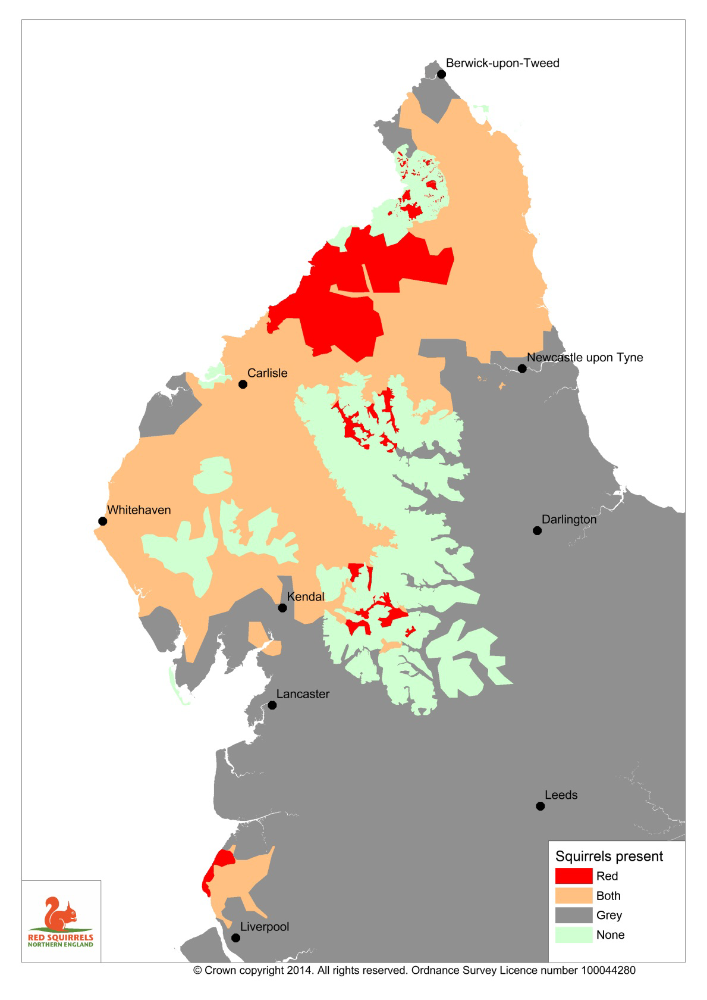 Berwick-upon-Tweed
Newcastle upon Tyne
Carlisle
Whitehaven
Darlington
Kendal
Lancaster
Leeds
Squirrels present
Red
Both
Grey
None
Liverpool
RED SQUIRRELS
NORTHERN ENGLAND
© Crown copyright 2014. All rights reserved. Ordnance Survey Licence number 100044280